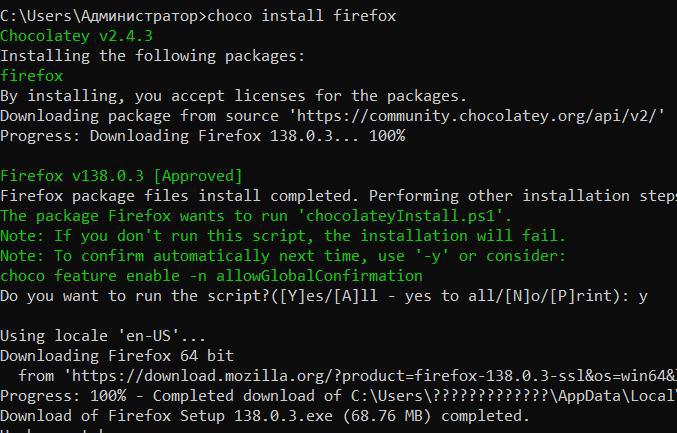 C:\Users\Администратор>choco install firefox
Chocolatey v2.4.3
Installing the following packages:
firefox
By installing, you accept licenses for the packages.
Downloading package from source 'https://community.chocolatey.org/api/v2/'
Progress: Downloading Firefox 138.0.3... 100%
Firefox v138.0.3 [Approved]
Firefox package files install completed. Performing other installation steps
The package Firefox wants to run 'chocolateyInstall.ps1'.
Note: If you don't run this script, the installation will fail.
Note: To confirm automatically next time, use '-y' or consider:
choco feature enable -n allowGlobalConfirmation
Do you want to run the script?([Y]es/[A]ll - yes to all/[N]o/[P]rint): y
Using locale 'en-US'...
Downloading Firefox 64 bit
from 'https://download.mozilla.org/?product=firefox-138.0.3-ssl&os=win64&
Progress: 100% - Completed download of C:\Users\?????????????\AppData\Local\
Download of Firefox Setup 138.0.3.exe (68.76 MB) completed.